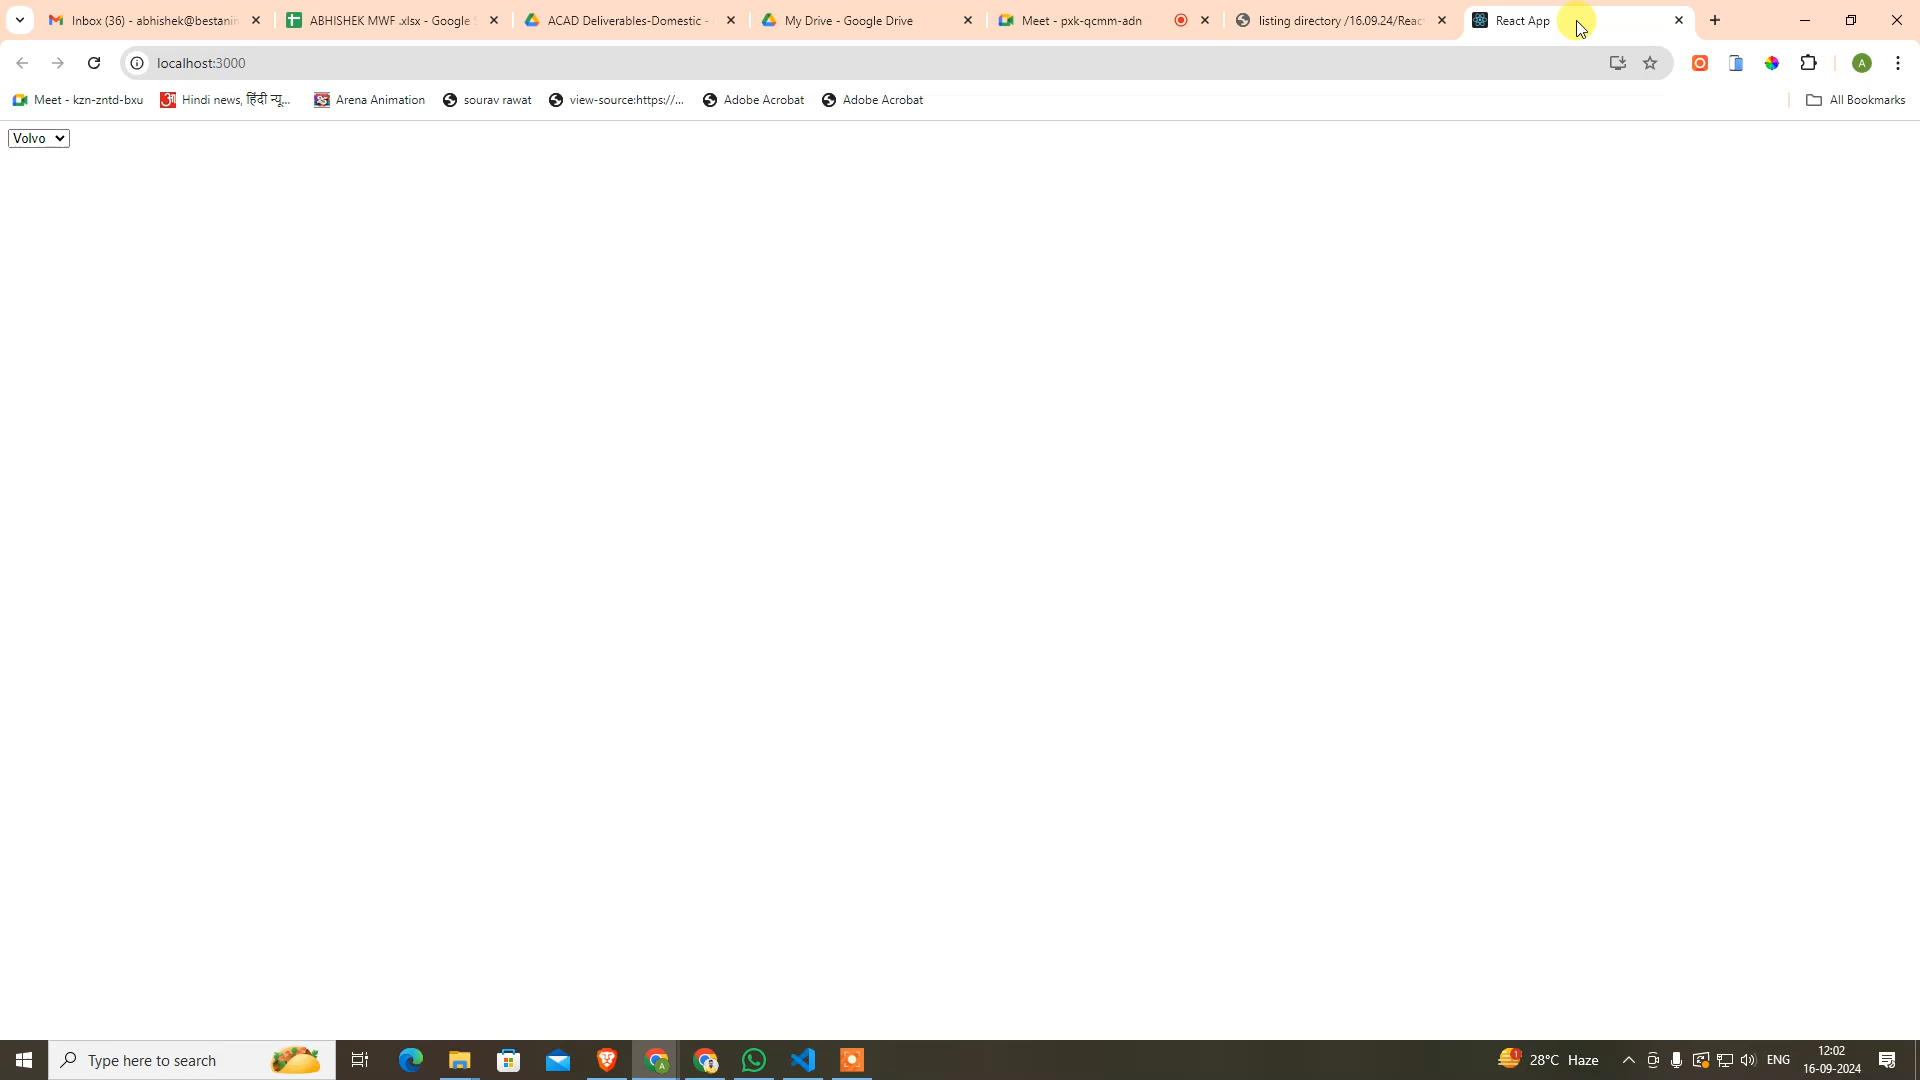 Inbox (36) - abhishek@bestanin
ABHISHEK MWF .xlsx - Google S
ACAD Deliverables-Domestic -
My Drive - Google Drive
Meet - pxk-qcmm-adn
listing directory /16.09.24/Reac
React App
localhost:3000
A
Meet - kzn-zntd-bxu
Hindi news, हिंदी न्यू...
Arena Animation
sourav rawat
view-source:https://...
Adobe Acrobat
Adobe Acrobat
All Bookmarks
Volvo
Type here to search
28°C Haze
ENG
12:02
16-09-2024